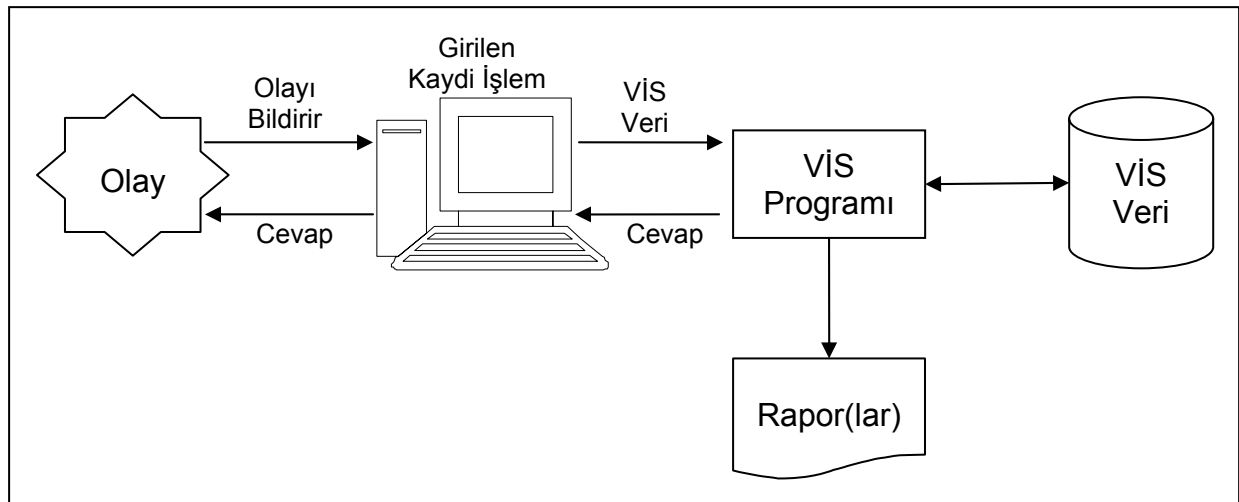 Girilen
Kaydi İşlem
Olayı
Bildirir
VİS
Veri
Olay
VİS
Programı
VİS
Veri
Cevap
Cevap
Rapor(lar)